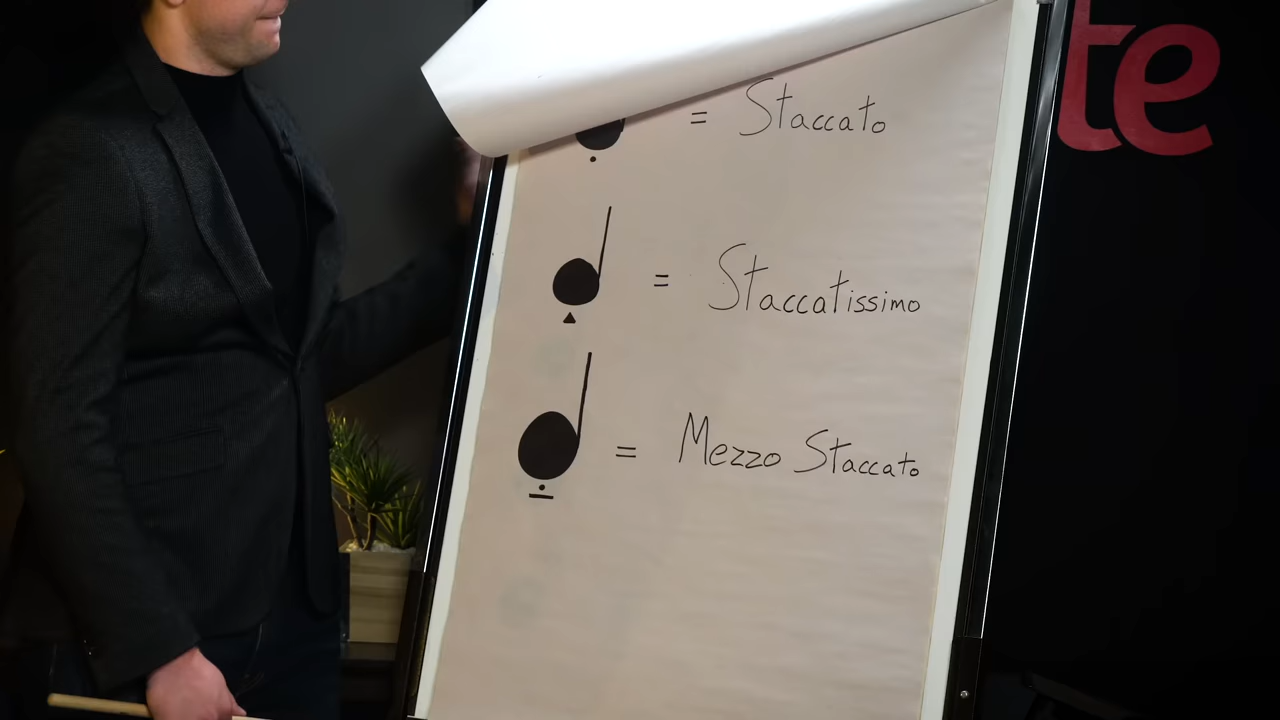 = Staccato
= Staccatissimo
= Mezzo Staccato
te